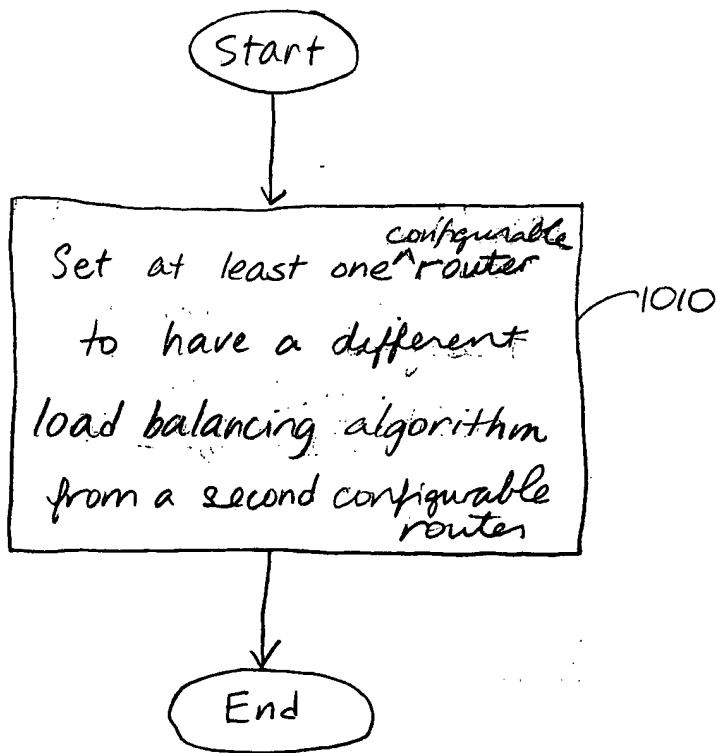 Start
Set at least one ^configurable router
to have a different
load balancing algorithm
from a second configurable
router
1010
End